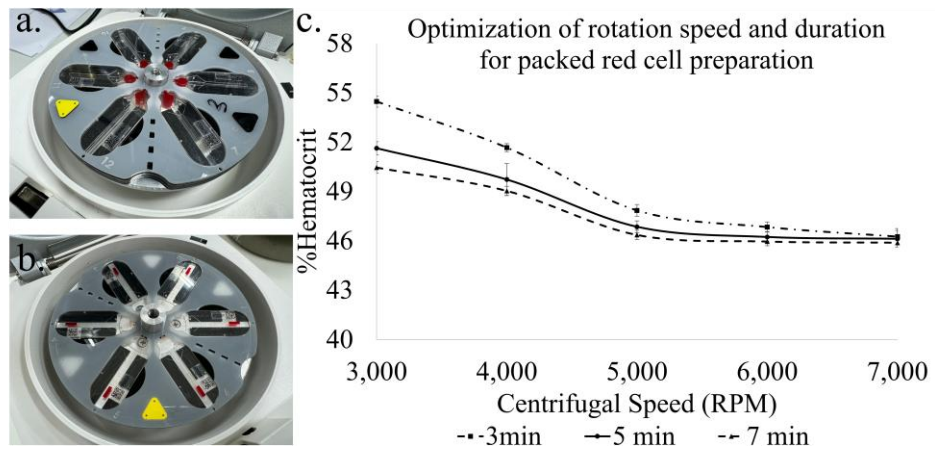 a.
b.
c.
Optimization of rotation speed and duration
for packed red cell preparation
%Hematocrit
58
55
52
49
46
43
40
3,000
4,000
5,000
6,000
7,000
Centrifugal Speed (RPM)
3min
5 min
7 min
12